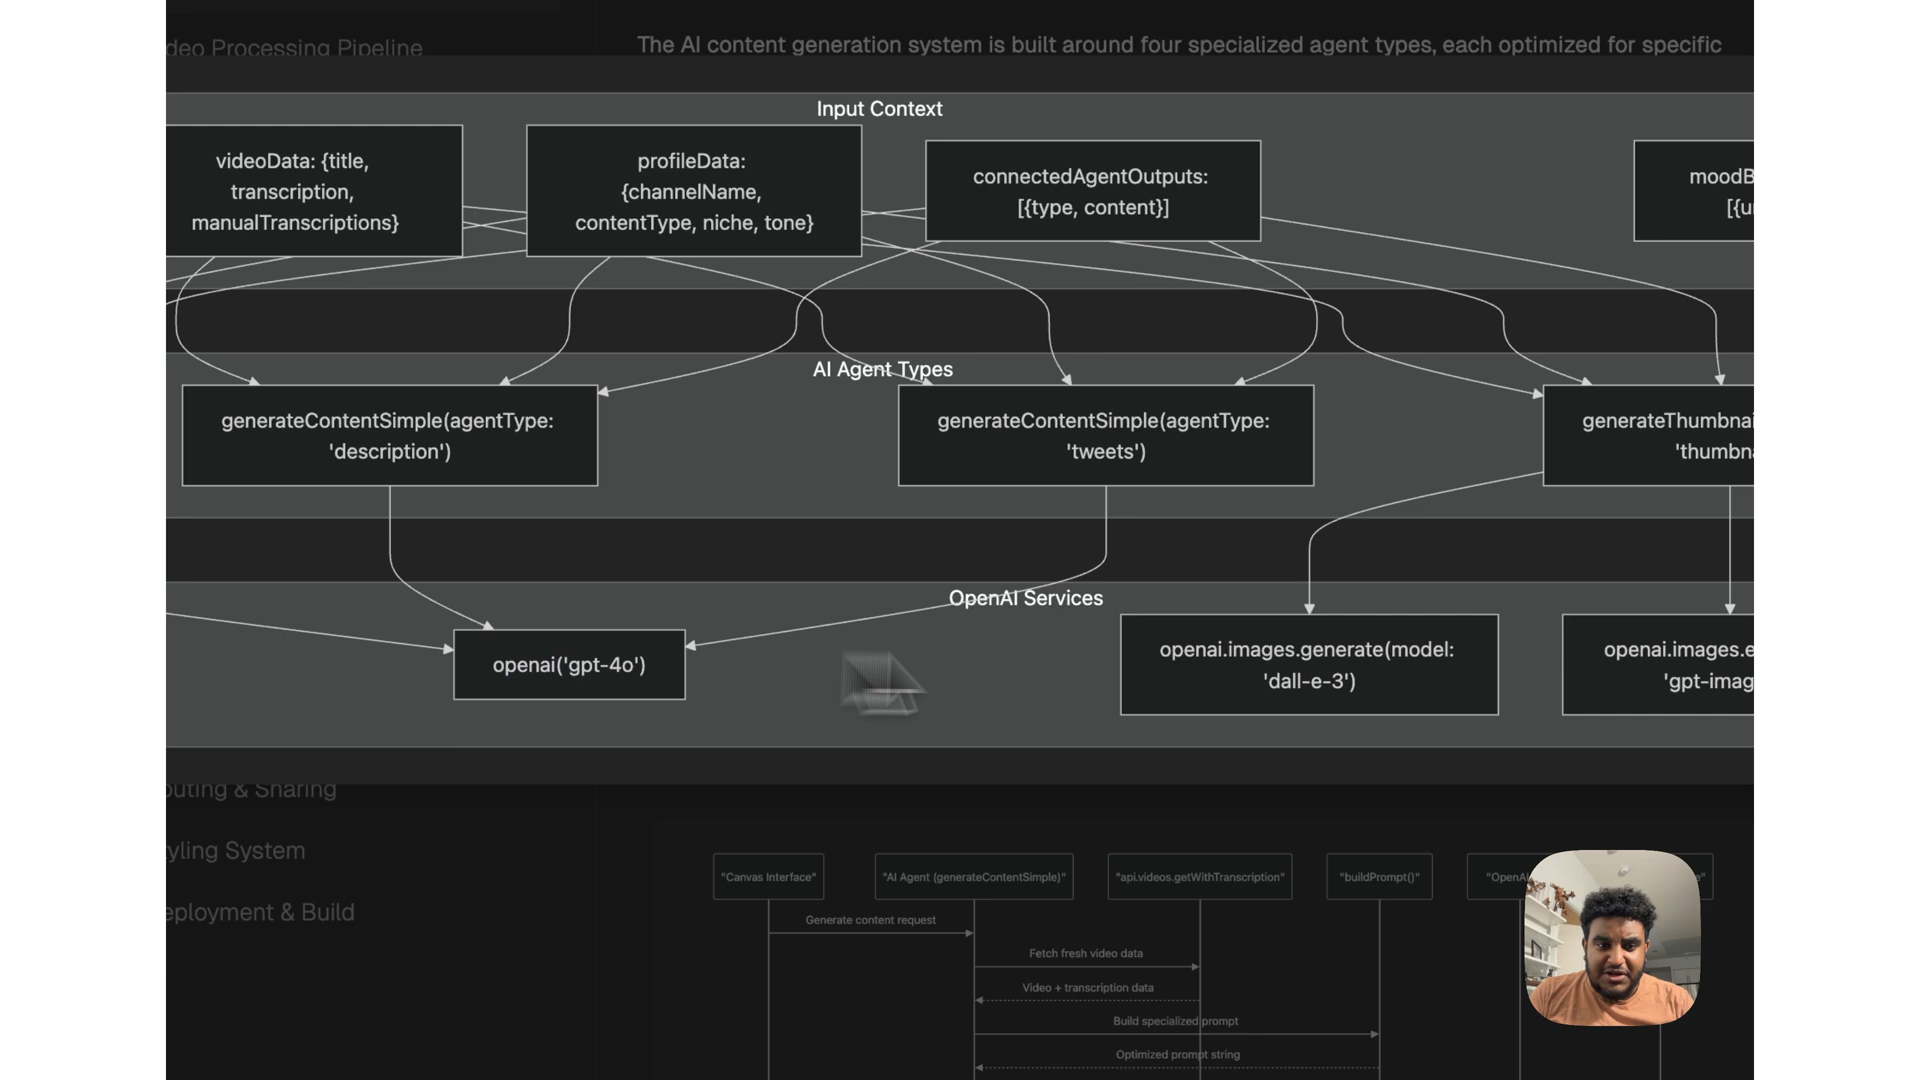 deo Processing Pipeline
The AI content generation system is built around four specialized agent types, each optimized for specific
Input Context
videoData: {title,
transcription,
manualTranscriptions}
profileData:
{channelName,
contentType, niche, tone}
connectedAgentOutputs:
[{type, content}]
moodB
[{u
AI Agent Types
generateContentSimple(agentType:
'description')
generateContentSimple(agentType:
'tweets')
generateThumbnai
'thumbn
OpenAI Services
openai('gpt-4o')
openai.images.generate(model:
'dall-e-3')
openai.images.e
'gpt-imag
outing & Sharing
yling System
eployment & Build
"Canvas Interface"
"AI Agent (generateContentSimple)"
"api.videos.getWithTranscription"
"buildPrompt()"
"OpenA
Generate content request
Fetch fresh video data
Video + transcription data
Build specialized prompt
Optimized prompt string